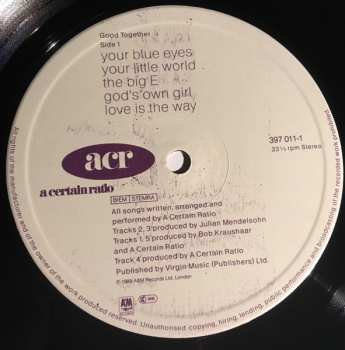 Good Together
Side 1
your blue eyes
your little world
the big E
god's own girl
love is the way
397 011-1
33 ⅓ rpm Stereo
acr
a certain ratio
BIEM STEMRA
All songs written, arranged and
performed by A Certain Ratio
Tracks 2, 3 produced by Julian Mendelsohn
Tracks 1, 5 produced by Bob Kraushaar
and A Certain Ratio
Track 4 produced by A Certain Ratio
Published by Virgin Music (Publishers) Ltd.
℗ 1989 A&M Records Ltd., London
A&M
All rights of the manufacturer and of the owner of the work produced reserved. Unauthorised copying, hiring, lending, public performance and broadcasting of the record prohibited.